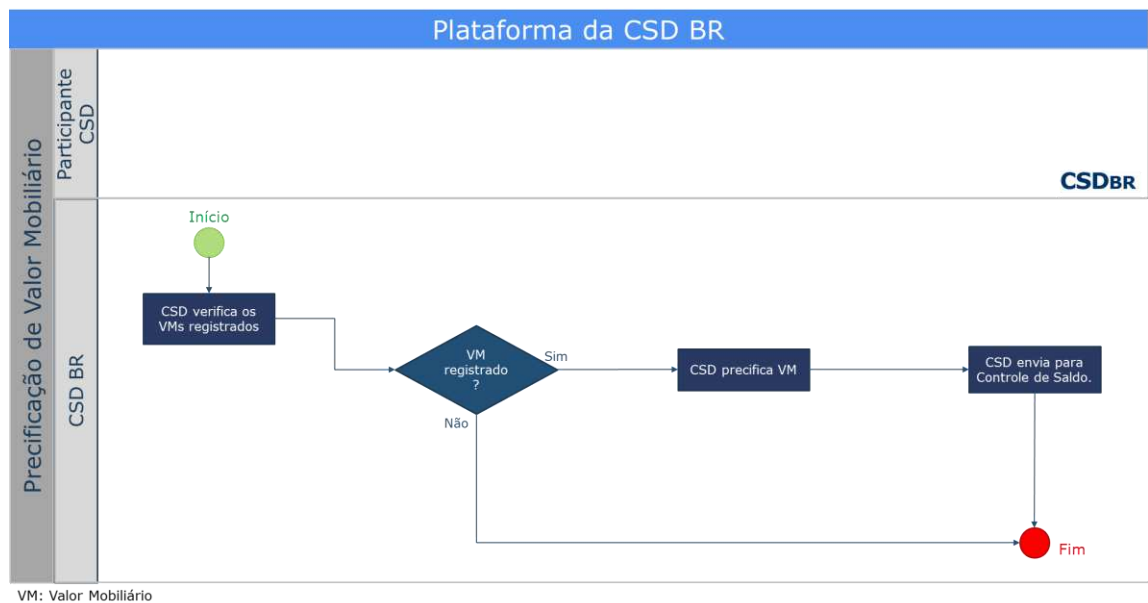 Plataforma da CSD BR
Precificação de Valor Mobiliário
Participante
CSD
CSDBR
CSD BR
Início
CSD verifica os
VMs registrados
VM
registrado
?
Sim
Não
CSD precifica VM
CSD envia para
Controle de Saldo.
Fim
VM: Valor Mobiliário